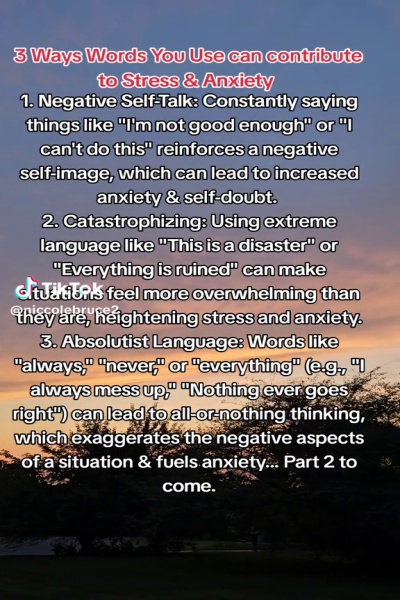 3 Ways Words You Use can contribute
to Stress & Anxiety
1. Negative Self-Talk: Constantly saying
things like "I'm not good enough" or "I
can't do this" reinforces a negative
self-image, which can lead to increased
anxiety & self-doubt.
2. Catastrophizing: Using extreme
language like "This is a disaster" or
"Everything is ruined" can make
situations feel more overwhelming than
they are, heightening stress and anxiety.
3. Absolutist Language: Words like
"always," "never," or "everything" (e.g., "I
always mess up," "Nothing ever goes
right") can lead to all-or-nothing thinking,
which exaggerates the negative aspects
of a situation & fuels anxiety... Part 2 to
come.
TikTok
@niccolebruce2